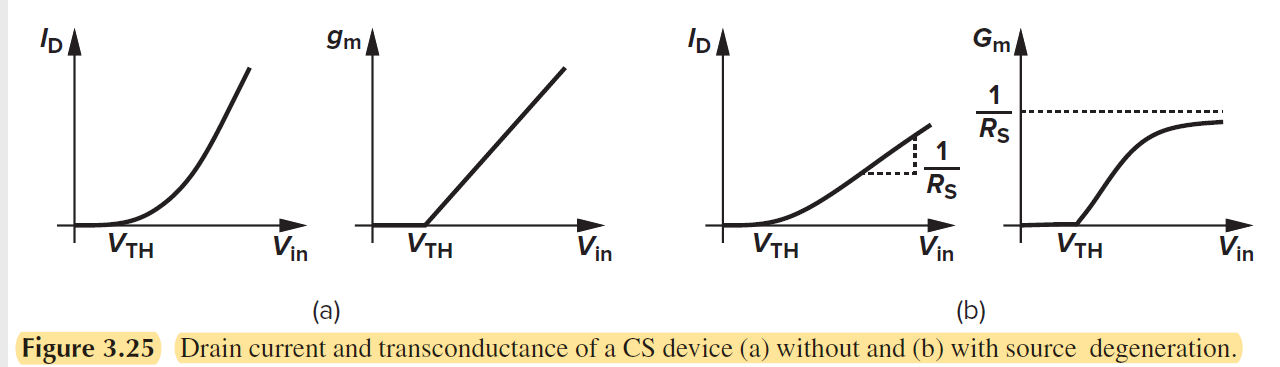 I_D
g_m
I_D
G_m
1
R_S
1
R_S
V_TH
V_in
V_TH
V_in
V_TH
V_in
V_TH
V_in
(a)
(b)
Figure 3.25 Drain current and transconductance of a CS device (a) without and (b) with source degeneration.